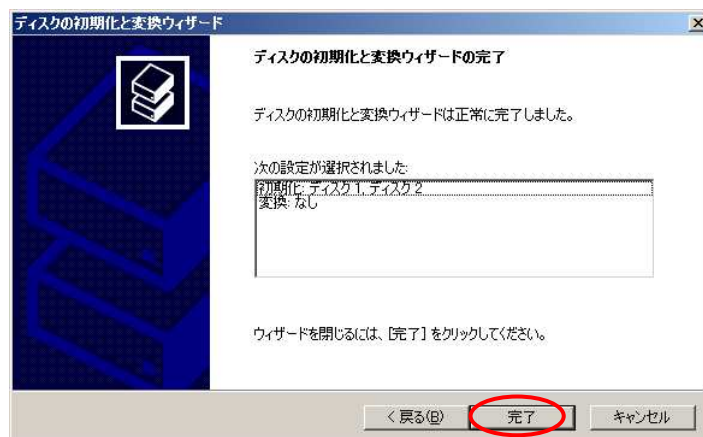 ディスクの初期化と変換ウィザード
ディスクの初期化と変換ウィザードの完了
ディスクの初期化と変換ウィザードは正常に完了しました。
次の設定が選択されました:
初期化: ディスク 1, ディスク 2
変換: なし
ウィザードを閉じるには、[完了] をクリックしてください。
< 戻る(B) 完了 キャンセル